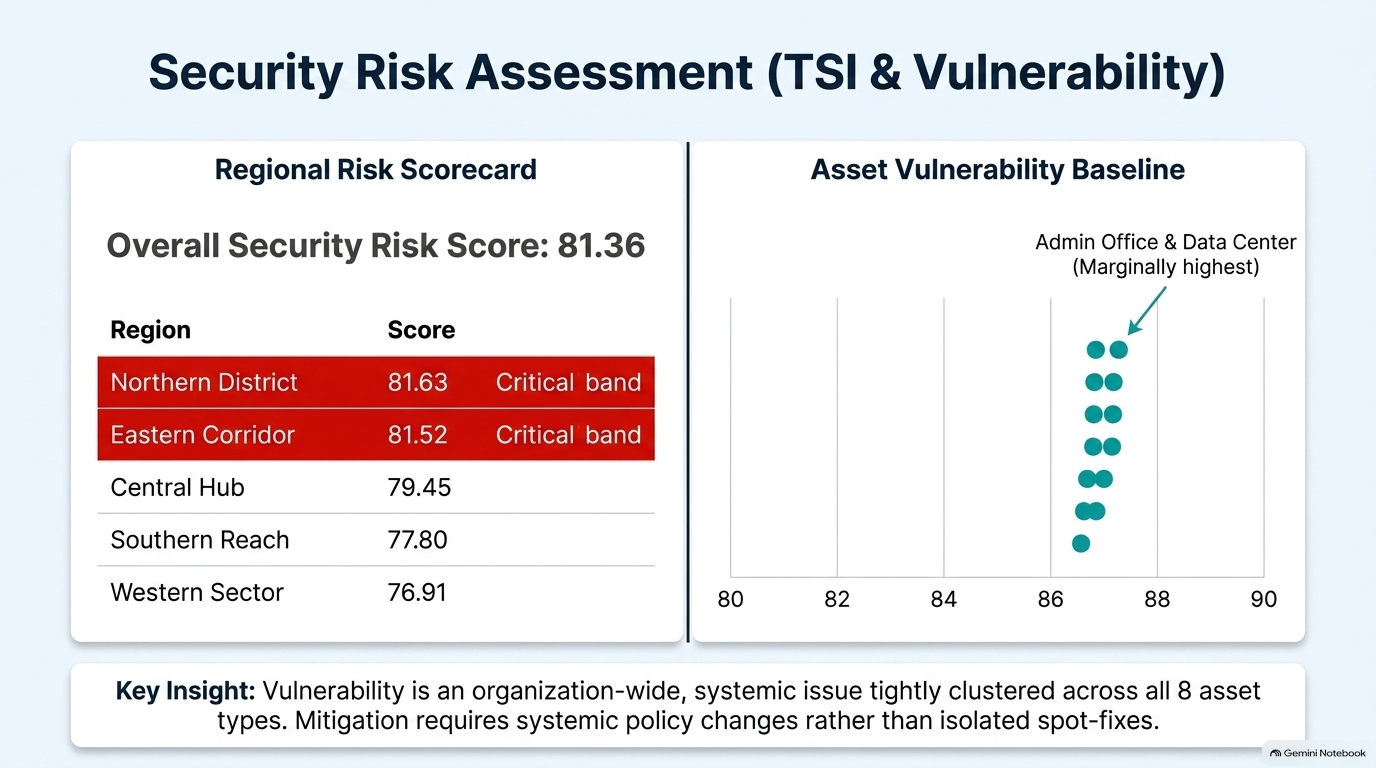 Security Risk Assessment (TSI & Vulnerability)
Regional Risk Scorecard
Overall Security Risk Score: 81.36
Region Score
Northern District 81.63 Critical band
Eastern Corridor 81.52 Critical band
Central Hub 79.45
Southern Reach 77.80
Western Sector 76.91
Asset Vulnerability Baseline
Admin Office & Data Center
(Marginally highest)
80 82 84 86 88 90
Key Insight: Vulnerability is an organization-wide, systemic issue tightly clustered across all 8 asset
types. Mitigation requires systemic policy changes rather than isolated spot-fixes.
Gemini Notebook